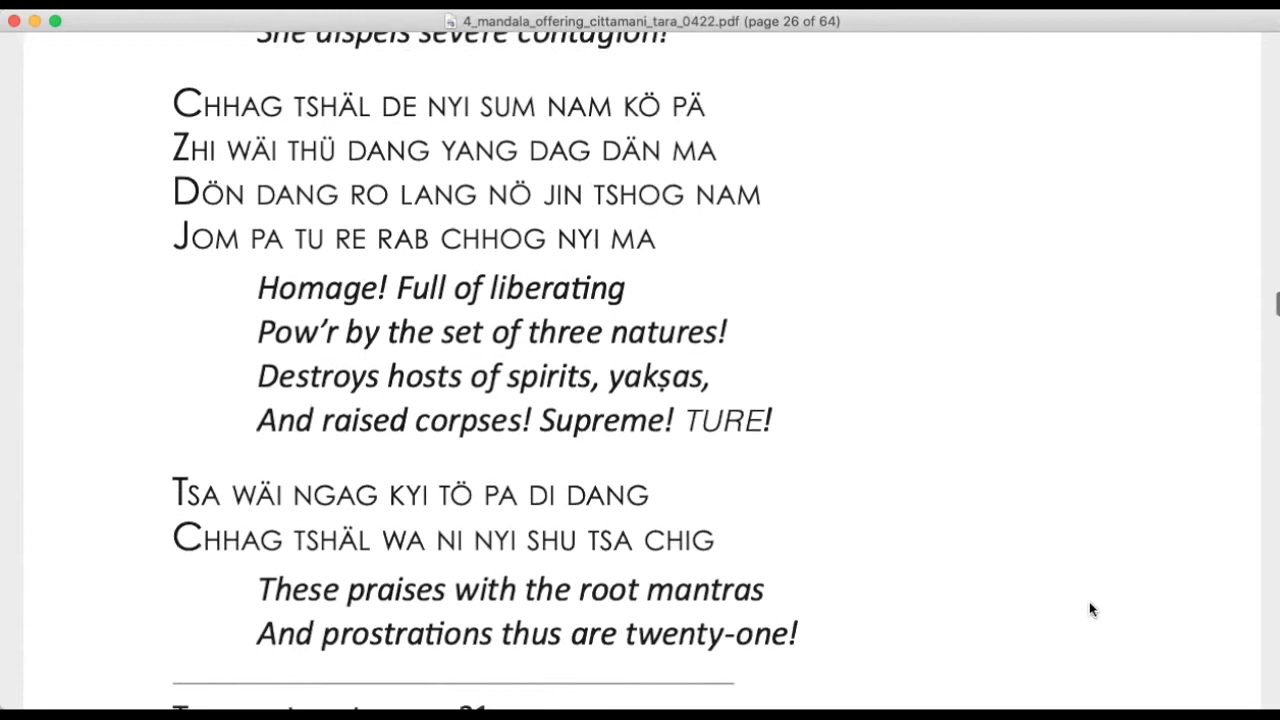 4_mandala_offering_cittamani_tara_0422.pdf (page 26 of 64)
She dispels severe contagion!
CHHAG TSHÄL DE NYI SUM NAM KÖ PÄ
ZHI WÄI THÜ DANG YANG DAG DÄN MA
DÖN DANG RO LANG NÖ JIN TSHOG NAM
JOM PA TU RE RAB CHHOG NYI MA
Homage! Full of liberating
Pow’r by the set of three natures!
Destroys hosts of spirits, yakṣas,
And raised corpses! Supreme! TURE!
TSA WÄI NGAG KYI TÖ PA DI DANG
CHHAG TSHÄL WA NI NYI SHU TSA CHIG
These praises with the root mantras
And prostrations thus are twenty-one!